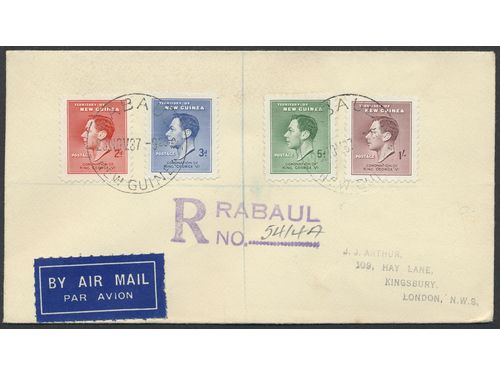 TERRITORY OF
NEW GUINEA
POSTAGE
2d
CORONATION OF
KING GEORGE VI
TERRITORY OF
NEW GUINEA
POSTAGE
3d
CORONATION OF
KING GEORGE VI
TERRITORY OF
NEW GUINEA
POSTAGE
5d
CORONATION OF
KING GEORGE VI
TERRITORY OF
NEW GUINEA
POSTAGE
1/-
CORONATION OF
KING GEORGE VI
R RABAUL
NO. 5414A
BY AIR MAIL
PAR AVION
J. J. ARTHUR,
109, HAY LANE,
KINGSBURY,
LONDON, N.W.9.